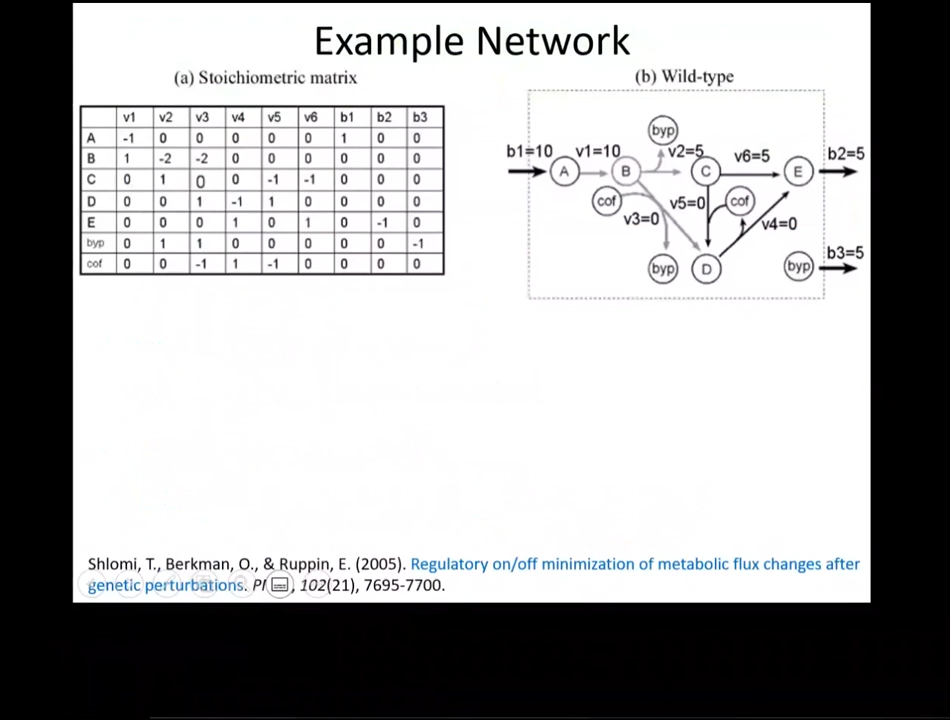 Example Network
(a) Stoichiometric matrix
v1 v2 v3 v4 v5 v6 b1 b2 b3
A -1 0 0 0 0 0 1 0 0
B 1 -2 -2 0 0 0 0 0 0
C 0 1 0 0 -1 -1 0 0 0
D 0 0 1 -1 1 0 0 0 0
E 0 0 0 1 0 1 0 -1 0
byp 0 1 1 0 0 0 0 0 -1
cof 0 0 -1 1 -1 0 0 0 0
(b) Wild-type
byp
b1=10 v1=10 v2=5 v6=5 b2=5
A B C E
cof v5=0 cof
v3=0 v4=0
b3=5
byp D byp
Shlomi, T., Berkman, O., & Ruppin, E. (2005). Regulatory on/off minimization of metabolic flux changes after
genetic perturbations. , 102(21), 7695-7700.